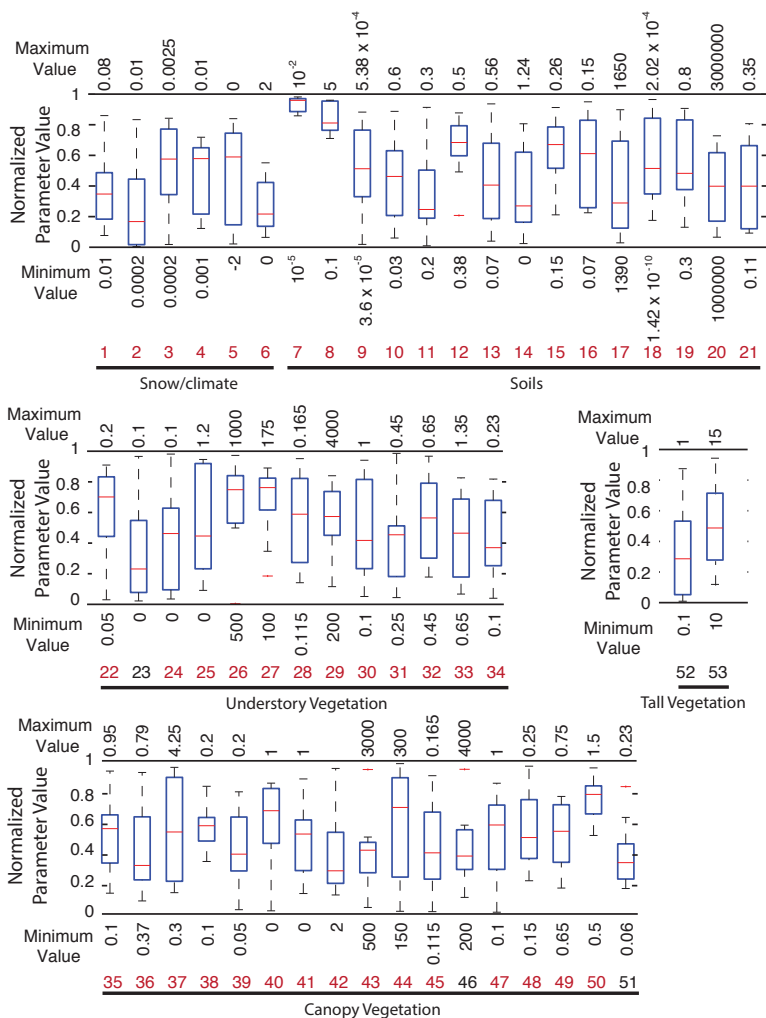 Maximum Value
0.08 0.01 0.0025 0.01 0 2 10-2 5 5.38 x 10-4 0.6 0.3 0.5 0.56 1.24 0.26 0.15 1650 2.02 x 10-4 0.8 3000000 0.35
Normalized Parameter Value
1
0.8
0.6
0.4
0.2
0
Minimum Value
0.01 0.0002 0.0002 0.001 -2 0 10-5 0.1 3.6 x 10-5 0.03 0.2 0.38 0.07 0 0.15 0.07 1390 1.42 x 10-10 0.3 1000000 0.11
1 2 3 4 5 6 7 8 9 10 11 12 13 14 15 16 17 18 19 20 21
Snow/climate Soils
Maximum Value
0.2 0.1 0.1 1.2 1000 175 0.165 4000 1 0.45 0.65 1.35 0.23
Normalized Parameter Value
1
0.8
0.6
0.4
0.2
0
Minimum Value
0.05 0 0 0 500 100 0.115 200 0.1 0.25 0.45 0.65 0.1
22 23 24 25 26 27 28 29 30 31 32 33 34
Understory Vegetation
Maximum Value
1 15
Normalized Parameter Value
1
0.8
0.6
0.4
0.2
0
Minimum Value
0.1 10
52 53
Tall Vegetation
Maximum Value
0.95 0.79 4.25 0.2 0.2 1 1 3000 300 0.165 4000 1 0.25 0.75 1.5 0.23
Normalized Parameter Value
1
0.8
0.6
0.4
0.2
0
Minimum Value
0.1 0.37 0.3 0.1 0.05 0 0 2 500 150 0.115 200 0.1 0.15 0.65 0.5 0.06
35 36 37 38 39 40 41 42 43 44 45 46 47 48 49 50 51
Canopy Vegetation